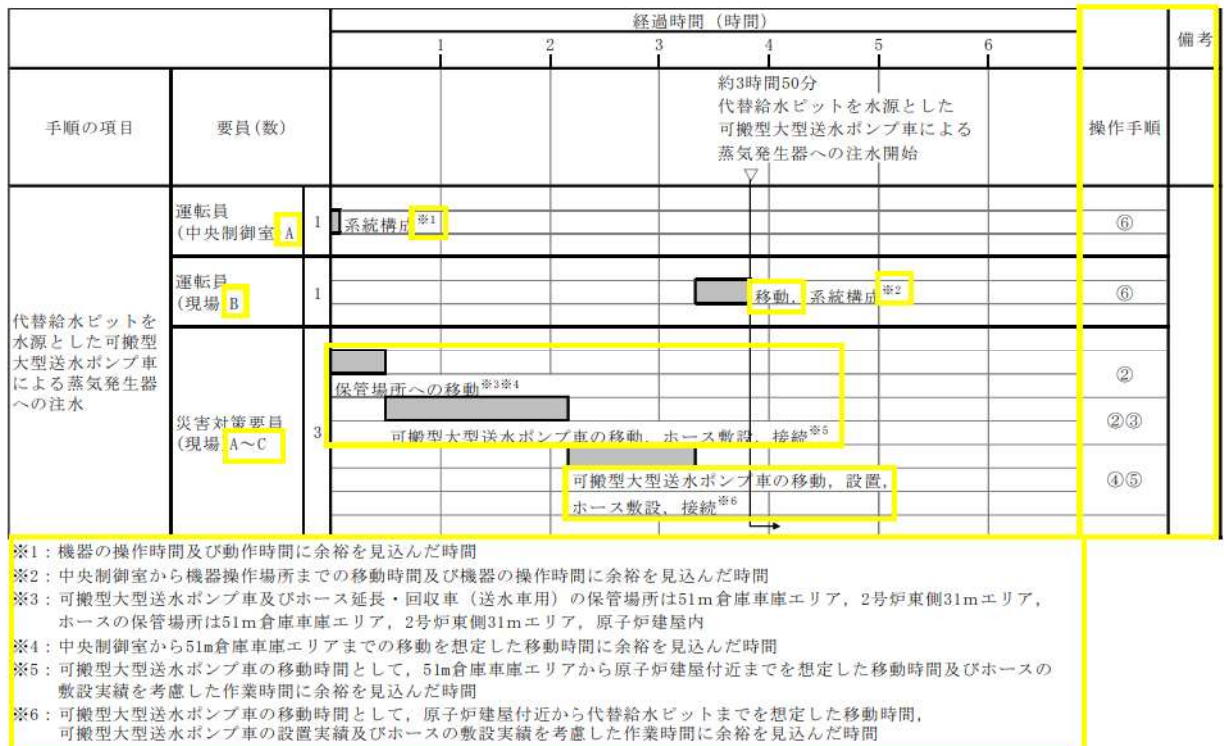 経過時間（時間）
1 2 3 4 5 6
備考
手順の項目
要員(数)
約3時間50分
代替給水ピットを水源とした
可搬型大型送水ポンプ車による
蒸気発生器への注水開始
▽
操作手順
代替給水ピットを
水源とした可搬型
大型送水ポンプ車
による蒸気発生器
への注水
運転員
(中央制御室 A
1
系統構成※1
⑥
運転員
(現場 B
1
移動，系統構成※2
⑥
災害対策要員
(現場 A～C
3
保管場所への移動※3※4
②
可搬型大型送水ポンプ車の移動，ホース敷設，接続※5
②③
可搬型大型送水ポンプ車の移動，設置，
ホース敷設，接続※6
④⑤
※1：機器の操作時間及び動作時間に余裕を見込んだ時間
※2：中央制御室から機器操作場所までの移動時間及び機器の操作時間に余裕を見込んだ時間
※3：可搬型大型送水ポンプ車及びホース延長・回収車（送水車用）の保管場所は51m倉庫車庫エリア，2号炉東側31mエリア，
ホースの保管場所は51m倉庫車庫エリア，2号炉東側31mエリア，原子炉建屋内
※4：中央制御室から51m倉庫車庫エリアまでの移動を想定した移動時間に余裕を見込んだ時間
※5：可搬型大型送水ポンプ車の移動時間として，51m倉庫車庫エリアから原子炉建屋付近までを想定した移動時間及びホースの
敷設実績を考慮した作業時間に余裕を見込んだ時間
※6：可搬型大型送水ポンプ車の移動時間として，原子炉建屋付近から代替給水ピットまでを想定した移動時間，
可搬型大型送水ポンプ車の設置実績及びホースの敷設実績を考慮した作業時間に余裕を見込んだ時間